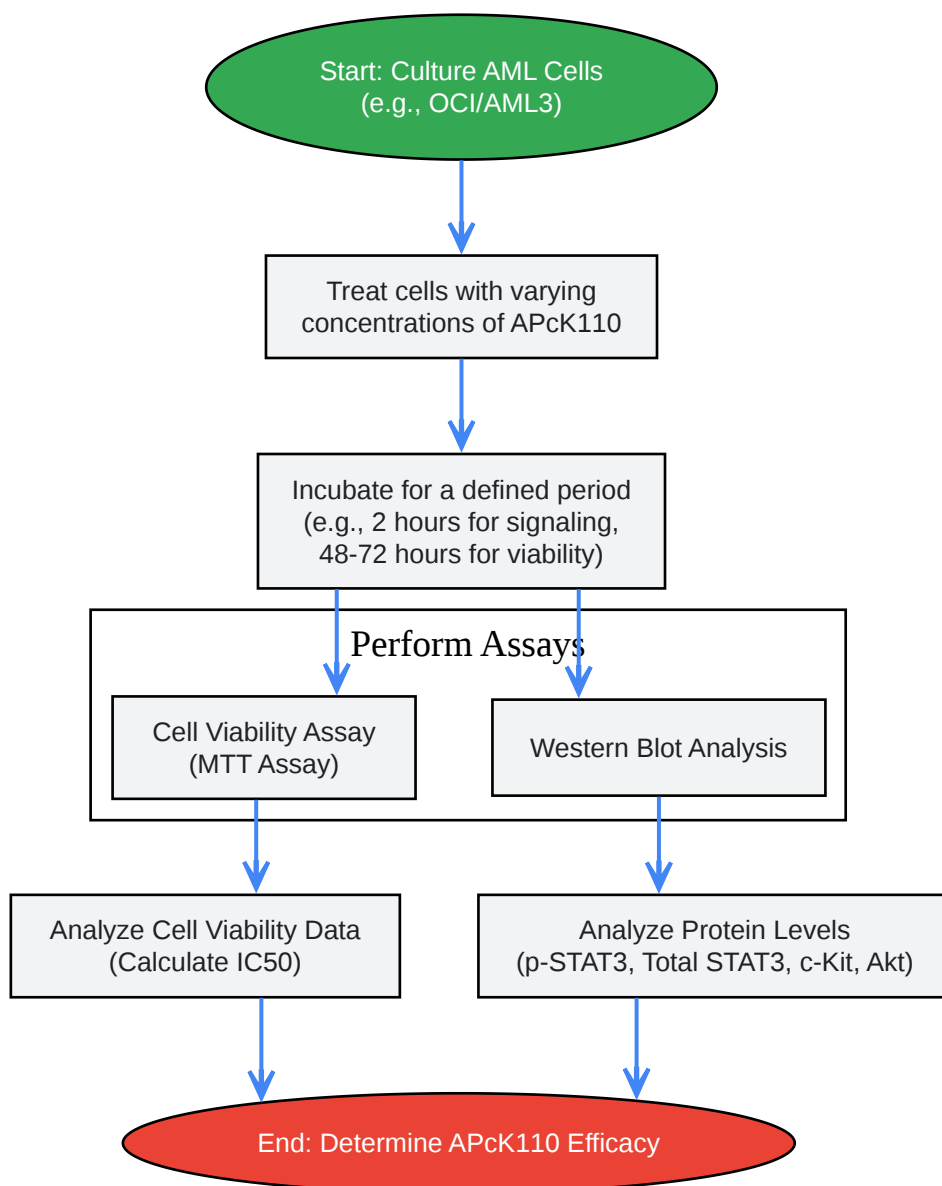 Start: Culture AML Cells
(e.g., OCI/AML3)
Treat cells with varying
concentrations of APcK110
Incubate for a defined period
(e.g., 2 hours for signaling,
48-72 hours for viability)
Perform Assays
Cell Viability Assay
(MTT Assay)
Western Blot Analysis
Analyze Cell Viability Data
(Calculate IC50)
Analyze Protein Levels
(p-STAT3, Total STAT3, c-Kit, Akt)
End: Determine APcK110 Efficacy